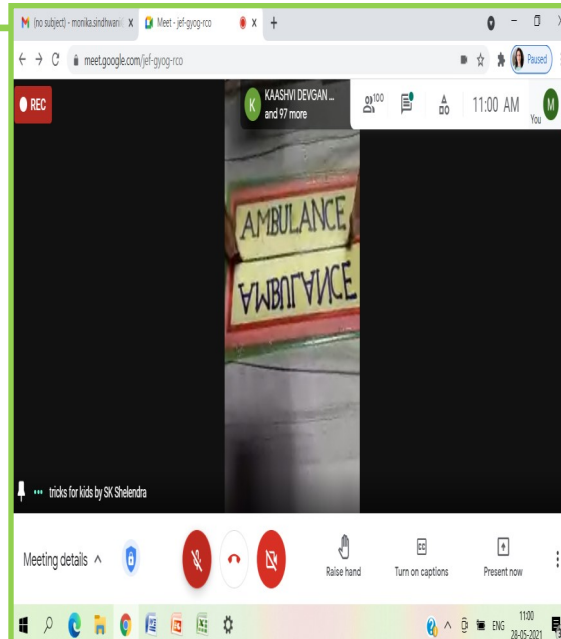 (no subject) - monika.sindhwani
Meet - jef-gyog-rco
meet.google.com/jef-gyog-rco
Paused
REC
K
KAASHVI DEVGAN ...
and 97 more
100
11:00 AM
You
M
AMBULANCE
AMBULANCE
tricks for kids by SK Shelendra
Meeting details
Raise hand
Turn on captions
Present now
ENG
11:00
28-05-2021